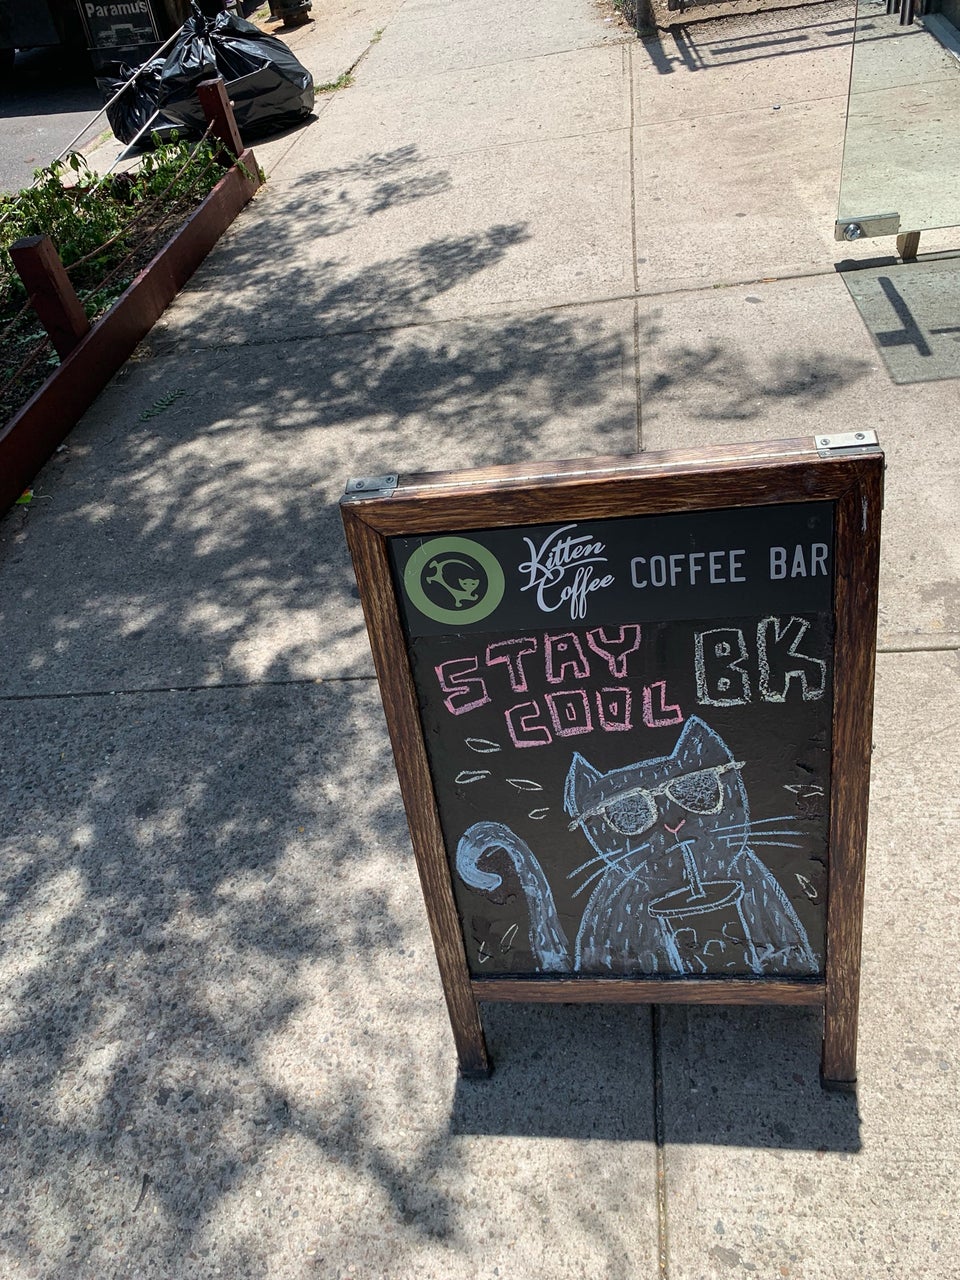 Paramus
Kitten
Coffee
COFFEE BAR
STAY
COOL
BK